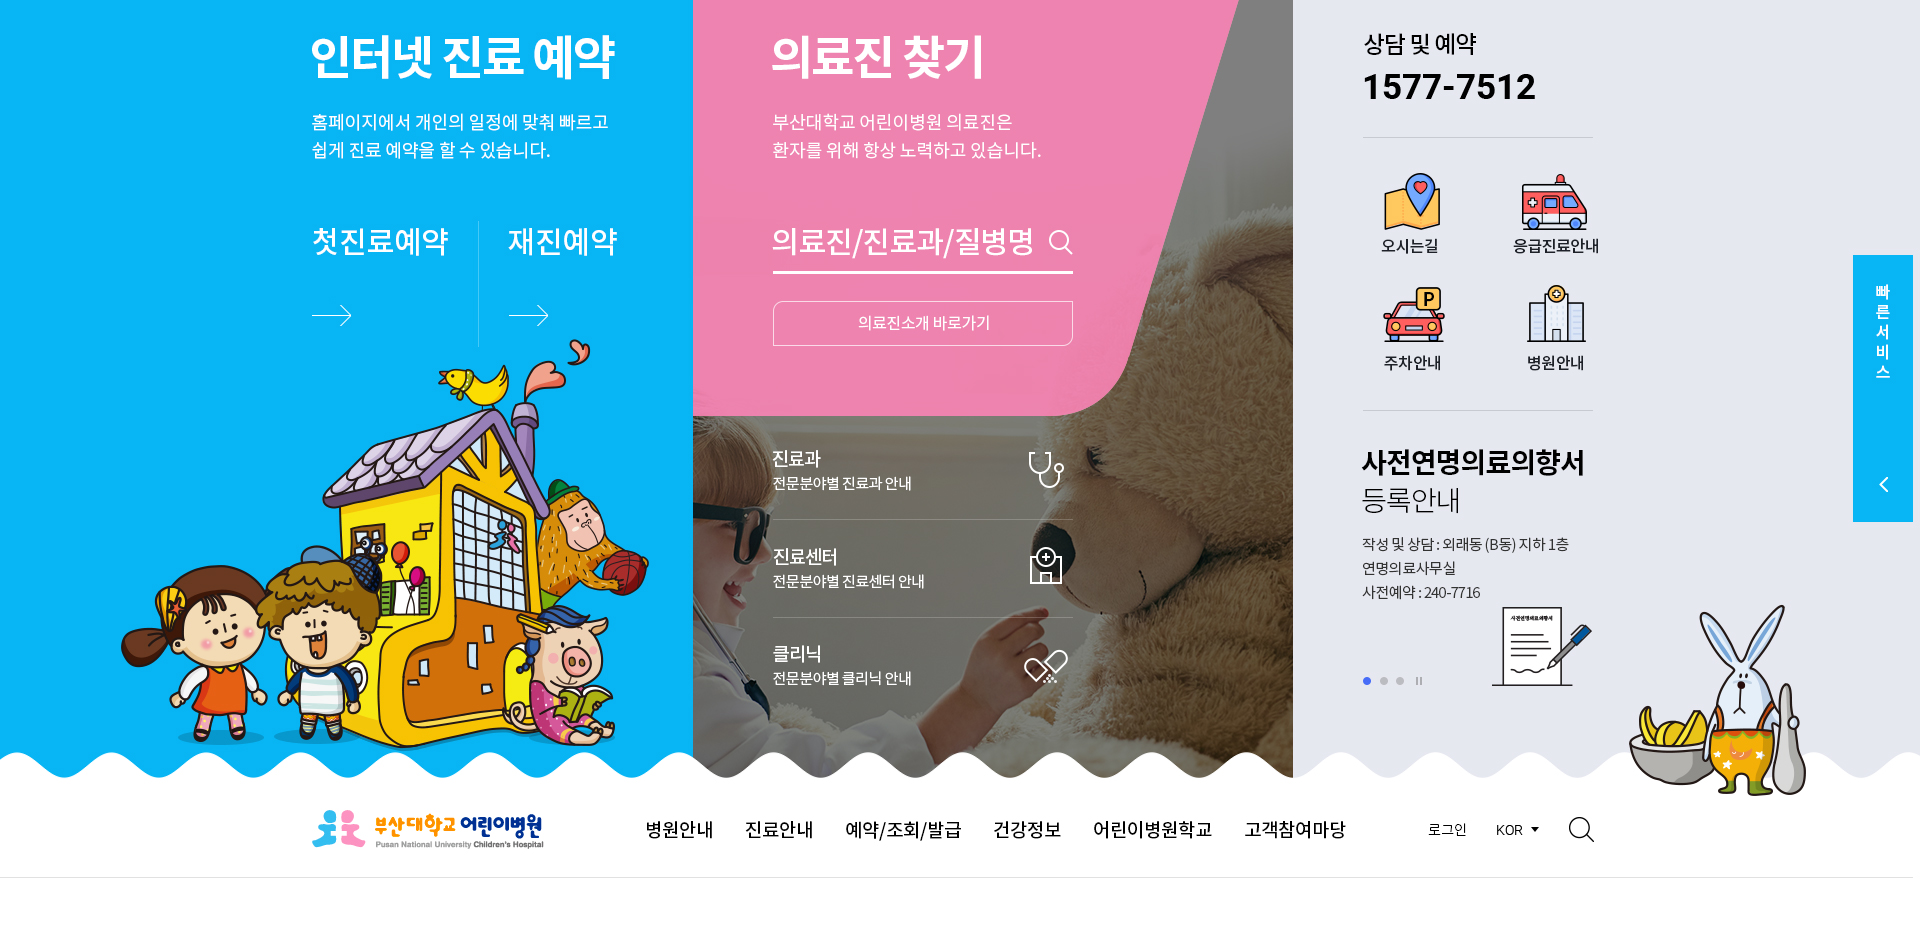 인터넷 진료 예약
홈페이지에서 개인의 일정에 맞춰 빠르고
쉽게 진료 예약을 할 수 있습니다.
첫진료예약
재진예약
의료진 찾기
부산대학교 어린이병원 의료진은
환자를 위해 항상 노력하고 있습니다.
의료진/진료과/질병명
의료진소개 바로가기
진료과
전문분야별 진료과 안내
진료센터
전문분야별 진료센터 안내
클리닉
전문분야별 클리닉 안내
상담 및 예약
1577-7512
오시는길
응급진료안내
P
주차안내
병원안내
사전연명의료의향서
등록안내
작성 및 상담 : 외래동 (B동) 지하 1층
연명의료사무실
사전예약 : 240-7716
사전연명의료의향서
빠른서비스
부산대학교 어린이병원
Pusan National University Children's Hospital
병원안내
진료안내
예약/조회/발급
건강정보
어린이병원학교
고객참여마당
로그인
KOR